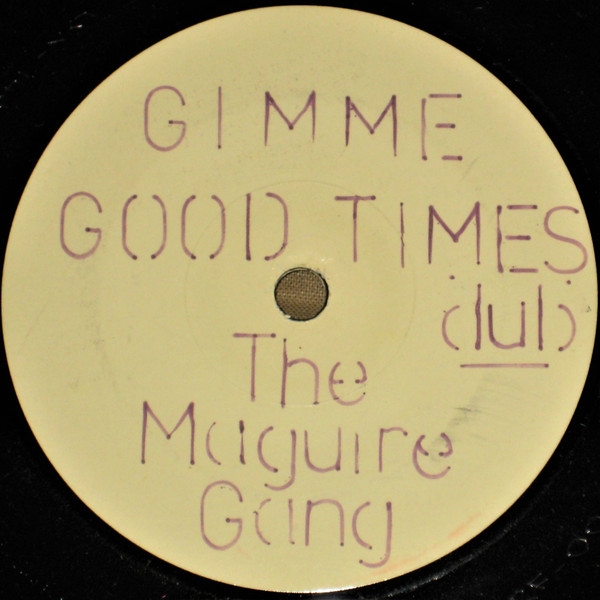 GIMME
GOOD TIMES
dub
The
Maguire
Gang